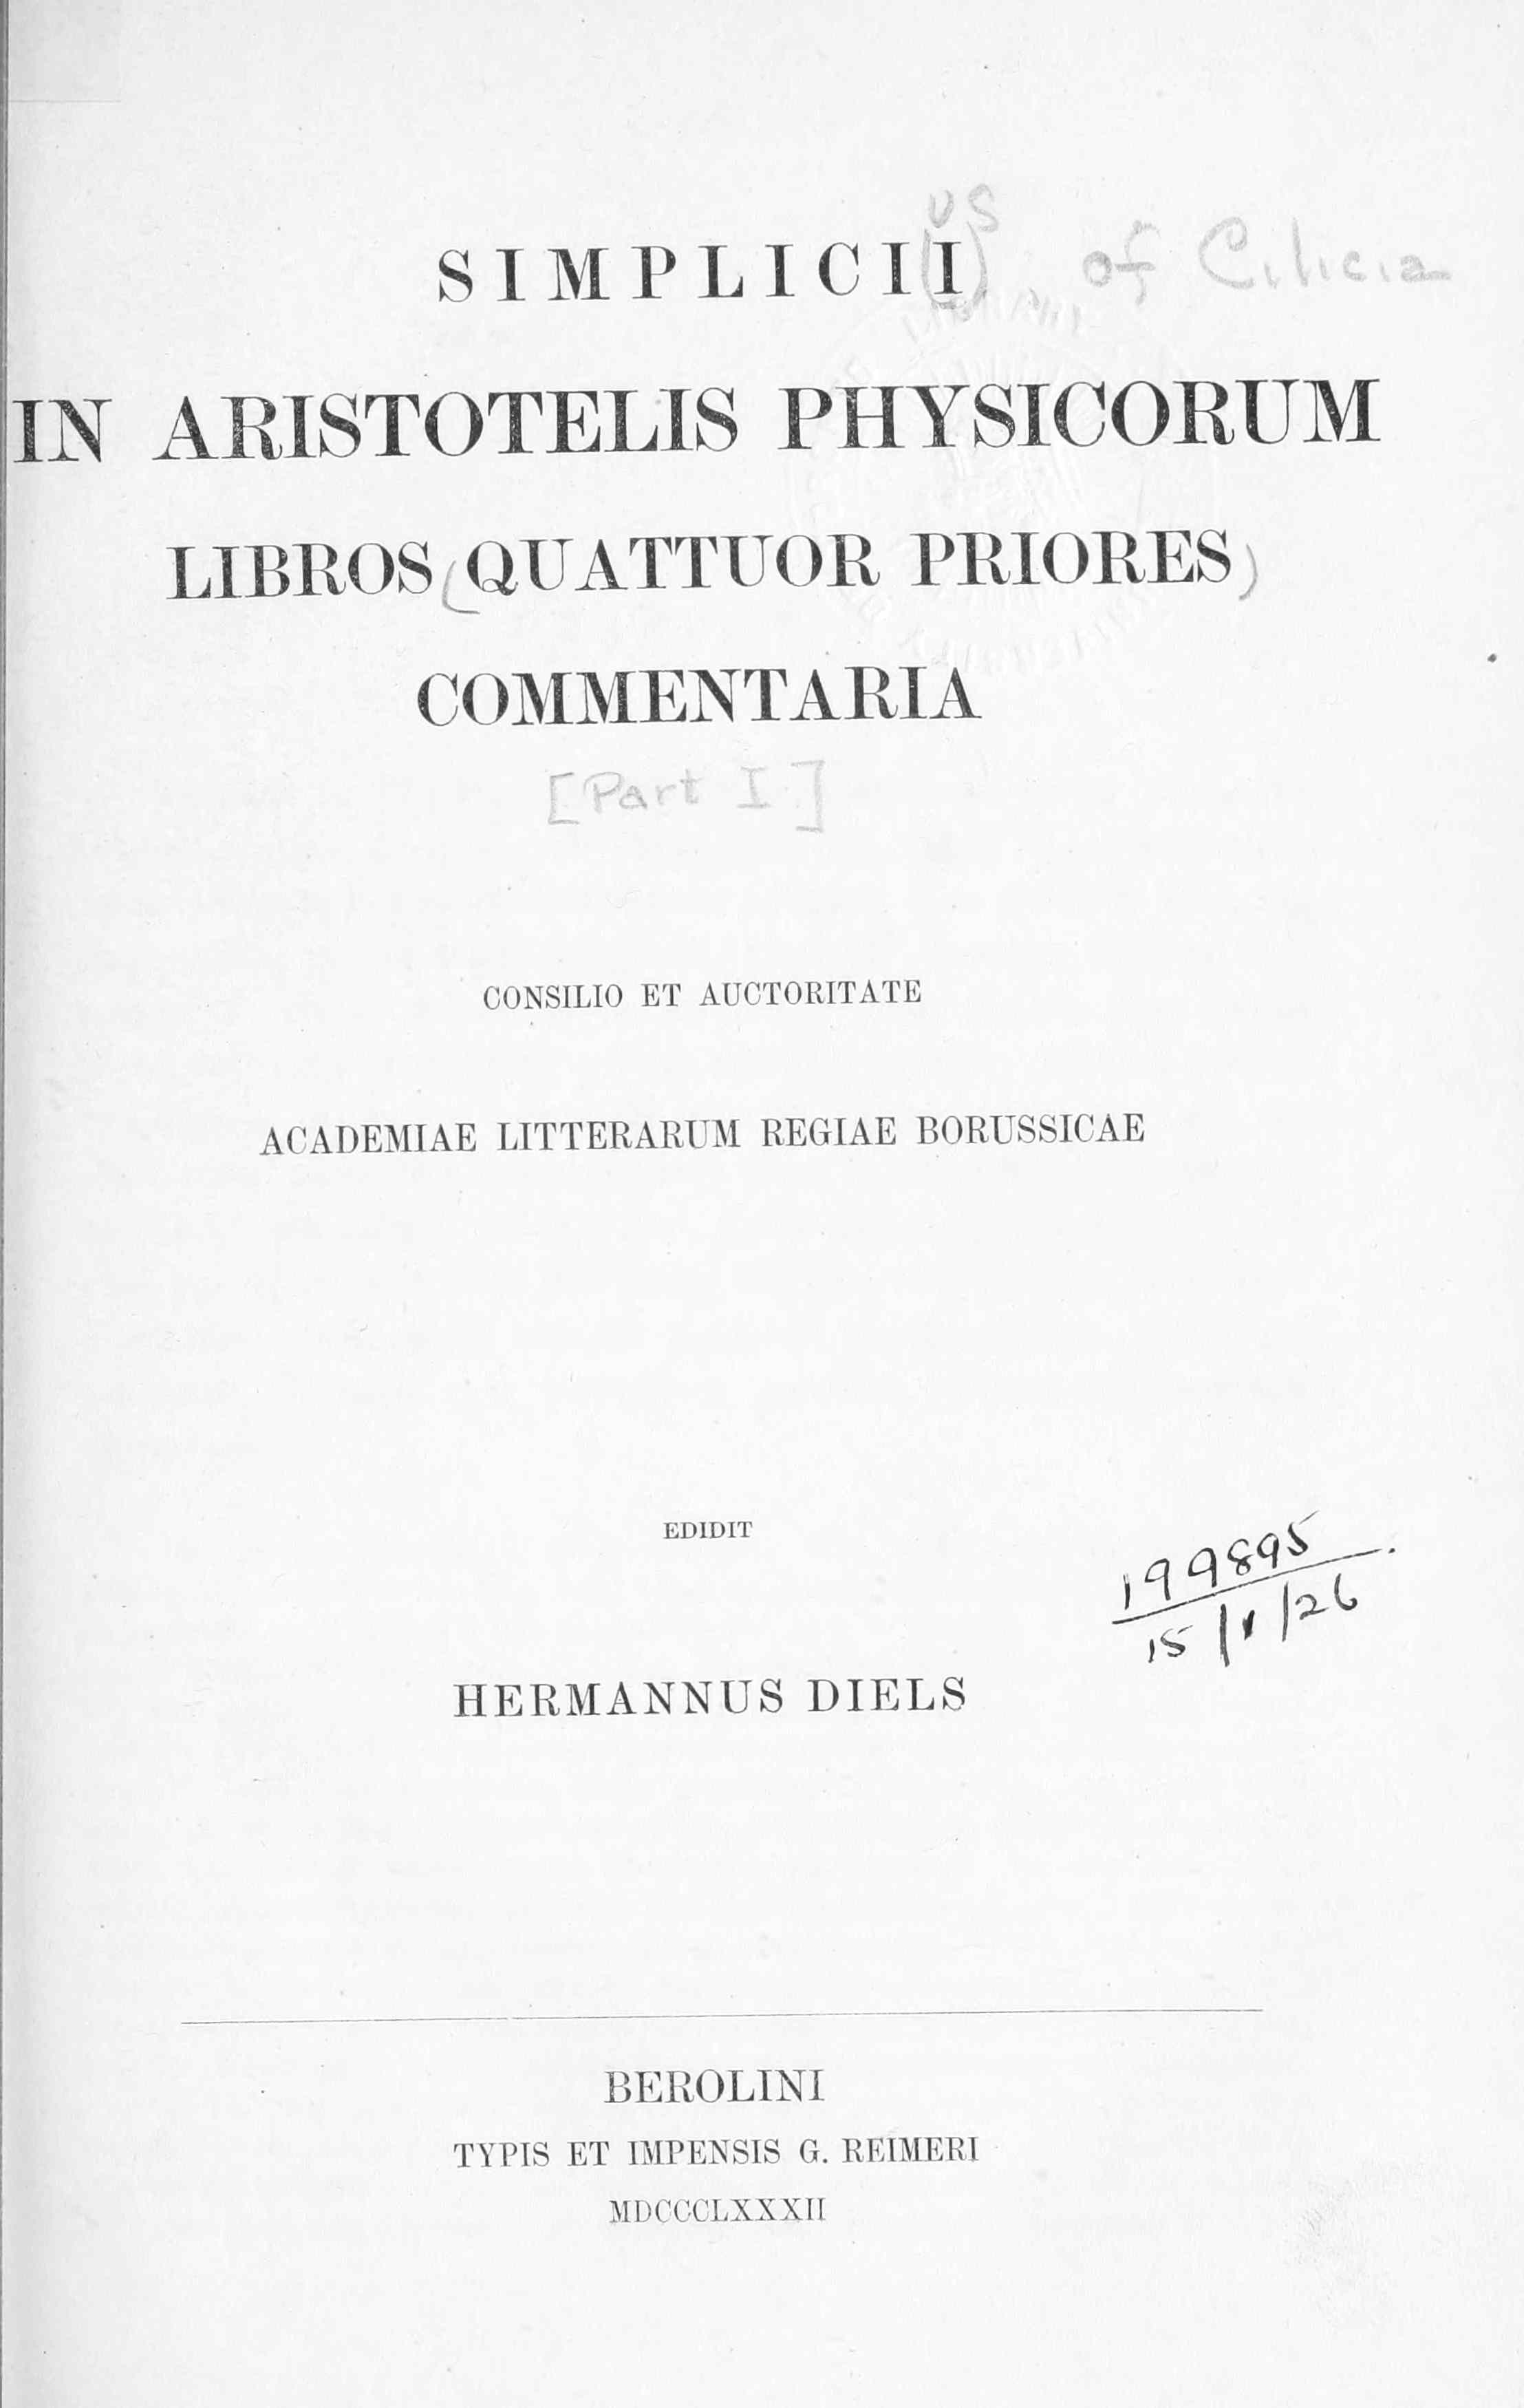 us
SIMPLICI(I) of Cilicia
IN ARISTOTELIS PHYSICORUM
LIBROS (QUATTUOR PRIORES)
COMMENTARIA
[Part I]
CONSILIO ET AUCTORITATE
ACADEMIAE LITTERARUM REGIAE BORUSSICAE
EDIDIT
199895
15/1/26
HERMANNUS DIELS
BEROLINI
TYPIS ET IMPENSIS G. REIMERI
MDCCCLXXXII